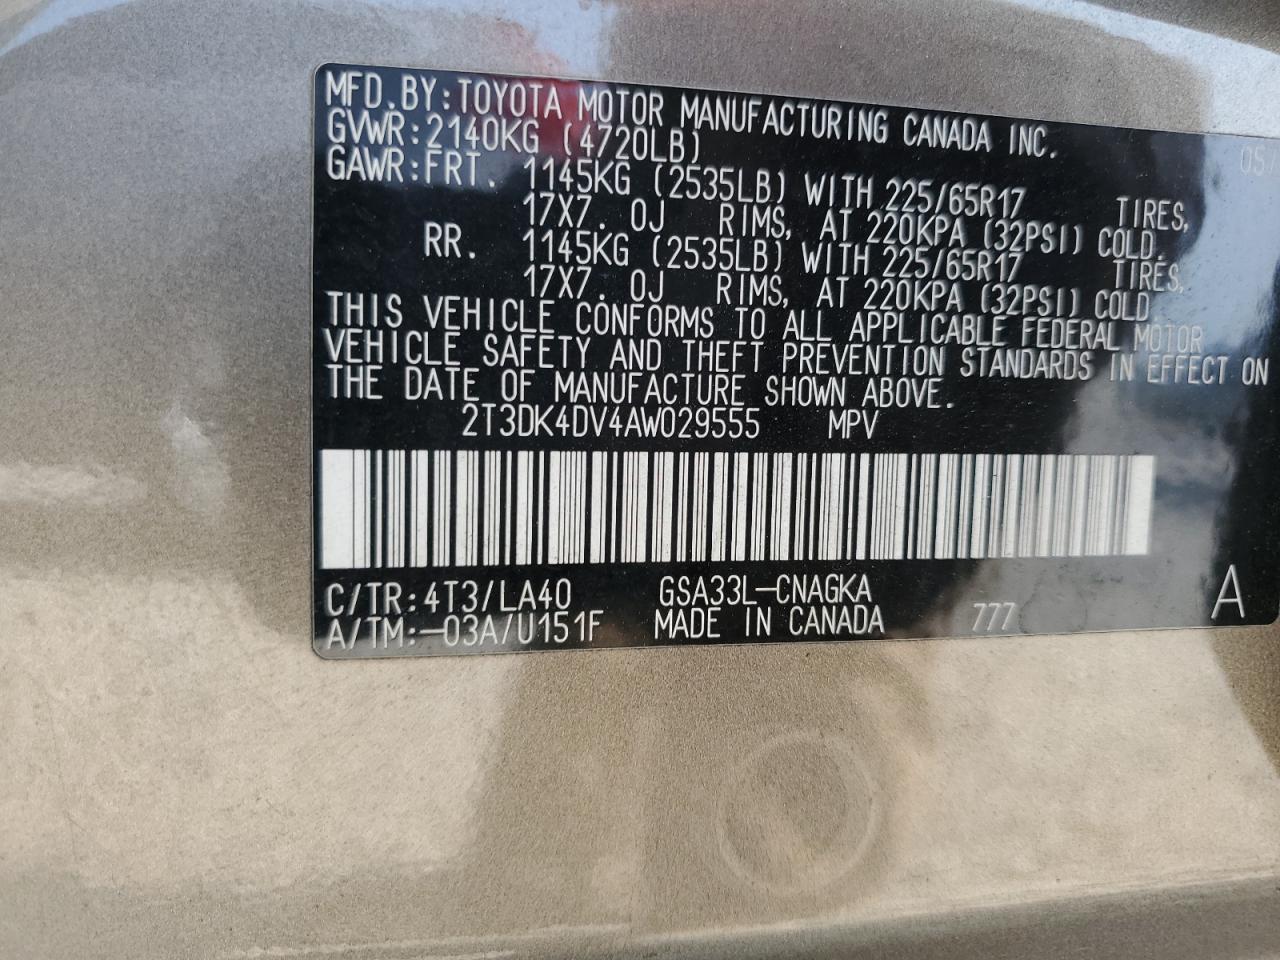 MFD.BY:TOYOTA MOTOR MANUFACTURING CANADA INC.
GVWR:2140KG (4720LB) 05/
GAWR:FRT. 1145KG (2535LB) WITH 225/65R17 TIRES,
17X7.0J RIMS, AT 220KPA (32PSI) COLD.
RR. 1145KG (2535LB) WITH 225/65R17 TIRES,
17X7.0J RIMS, AT 220KPA (32PSI) COLD.
THIS VEHICLE CONFORMS TO ALL APPLICABLE FEDERAL MOTOR
VEHICLE SAFETY AND THEFT PREVENTION STANDARDS IN EFFECT ON
THE DATE OF MANUFACTURE SHOWN ABOVE.
2T3DK4DV4AW029555 MPV
C/TR:4T3/LA40 GSA33L-CNAGKA
A/TM:-03A/U151F MADE IN CANADA 777 A